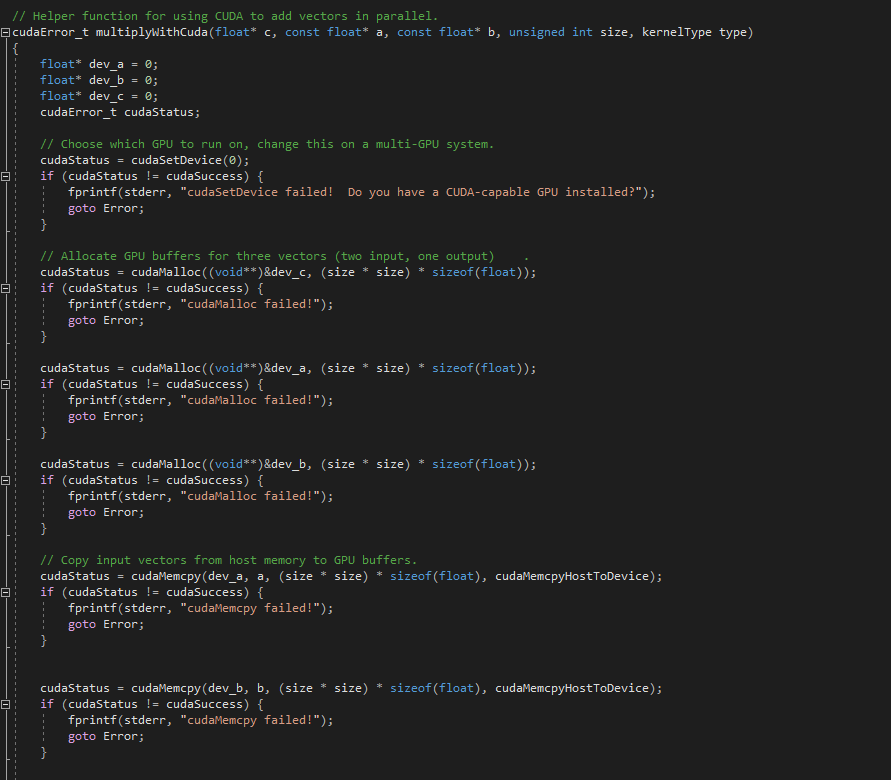 // Helper function for using CUDA to add vectors in parallel.
cudaError_t multiplyWithCuda(float* c, const float* a, const float* b, unsigned int size, kernelType type)
{
    float* dev_a = 0;
    float* dev_b = 0;
    float* dev_c = 0;
    cudaError_t cudaStatus;

    // Choose which GPU to run on, change this on a multi-GPU system.
    cudaStatus = cudaSetDevice(0);
    if (cudaStatus != cudaSuccess) {
        fprintf(stderr, "cudaSetDevice failed!  Do you have a CUDA-capable GPU installed?");
        goto Error;
    }

    // Allocate GPU buffers for three vectors (two input, one output)    .
    cudaStatus = cudaMalloc((void**)&dev_c, (size * size) * sizeof(float));
    if (cudaStatus != cudaSuccess) {
        fprintf(stderr, "cudaMalloc failed!");
        goto Error;
    }

    cudaStatus = cudaMalloc((void**)&dev_a, (size * size) * sizeof(float));
    if (cudaStatus != cudaSuccess) {
        fprintf(stderr, "cudaMalloc failed!");
        goto Error;
    }

    cudaStatus = cudaMalloc((void**)&dev_b, (size * size) * sizeof(float));
    if (cudaStatus != cudaSuccess) {
        fprintf(stderr, "cudaMalloc failed!");
        goto Error;
    }

    // Copy input vectors from host memory to GPU buffers.
    cudaStatus = cudaMemcpy(dev_a, a, (size * size) * sizeof(float), cudaMemcpyHostToDevice);
    if (cudaStatus != cudaSuccess) {
        fprintf(stderr, "cudaMemcpy failed!");
        goto Error;
    }


    cudaStatus = cudaMemcpy(dev_b, b, (size * size) * sizeof(float), cudaMemcpyHostToDevice);
    if (cudaStatus != cudaSuccess) {
        fprintf(stderr, "cudaMemcpy failed!");
        goto Error;
    }